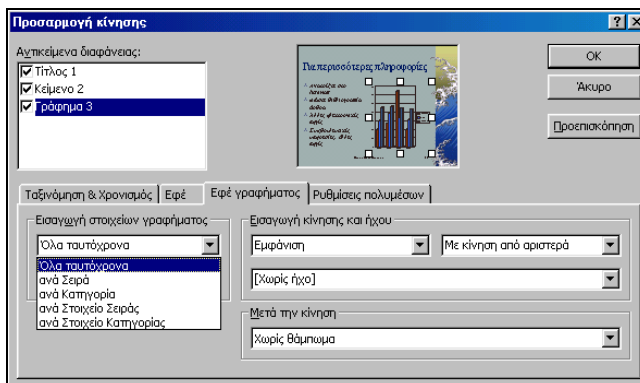 Προσαρμογή κίνησης
Αντικείμενα διαφάνειας:
Τίτλος 1
Κείμενο 2
Γράφημα 3
Για περισσότερες πληροφορίες
OK
Άκυρο
Προεπισκόπηση
Ταξινόμηση & Χρονισμός
Εφέ
Εφέ γραφήματος
Ρυθμίσεις πολυμέσων
Εισαγωγή στοιχείων γραφήματος
Όλα ταυτόχρονα
Όλα ταυτόχρονα
ανά Σειρά
ανά Κατηγορία
ανά Στοιχείο Σειράς
ανά Στοιχείο Κατηγορίας
Εισαγωγή κίνησης και ήχου
Εμφάνιση
Με κίνηση από αριστερά
[Χωρίς ήχο]
Μετά την κίνηση
Χωρίς θάμπωμα